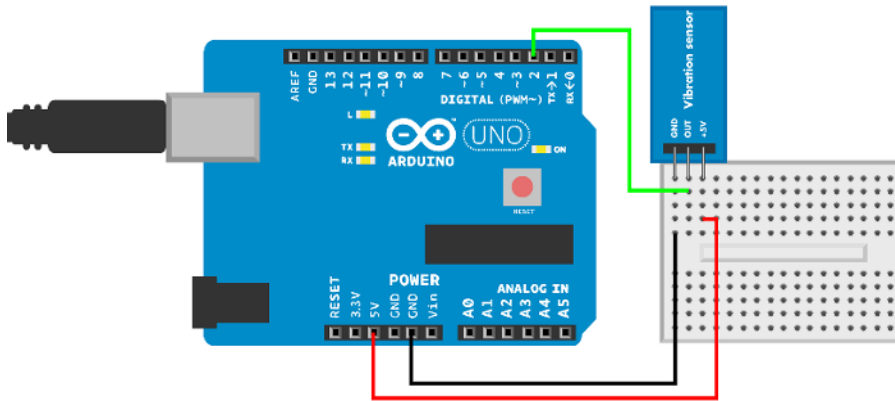 AREF
GND
13
12
~11
~10
~9
8
7
~6
~5
4
~3
2
TX→1
RX←0
DIGITAL (PWM~)
L
TX
RX
™
UNO
ARDUINO
ON
RESET
POWER
ANALOG IN
RESET
3.3V
5V
GND
GND
Vin
A0
A1
A2
A3
A4
A5
Vibration sensor
GND
OUT
+5V